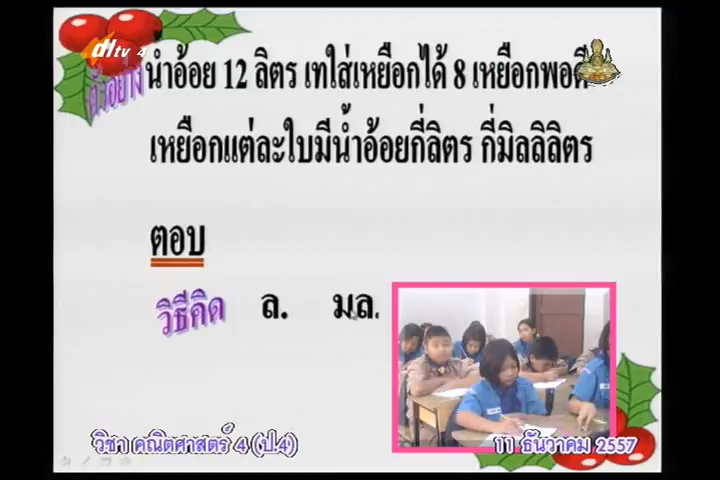 dltv 4
ตัวอย่าง
น้ำอ้อย 12 ลิตร เทใส่เหยือกได้ 8 เหยือกพอดี
เหยือกแต่ละใบมีน้ำอ้อยกี่ลิตร กี่มิลลิลิตร
ตอบ
วิธีคิด ล. มล.
วิชา คณิตศาสตร์ 4 (ป.4)
11 ธันวาคม 2557